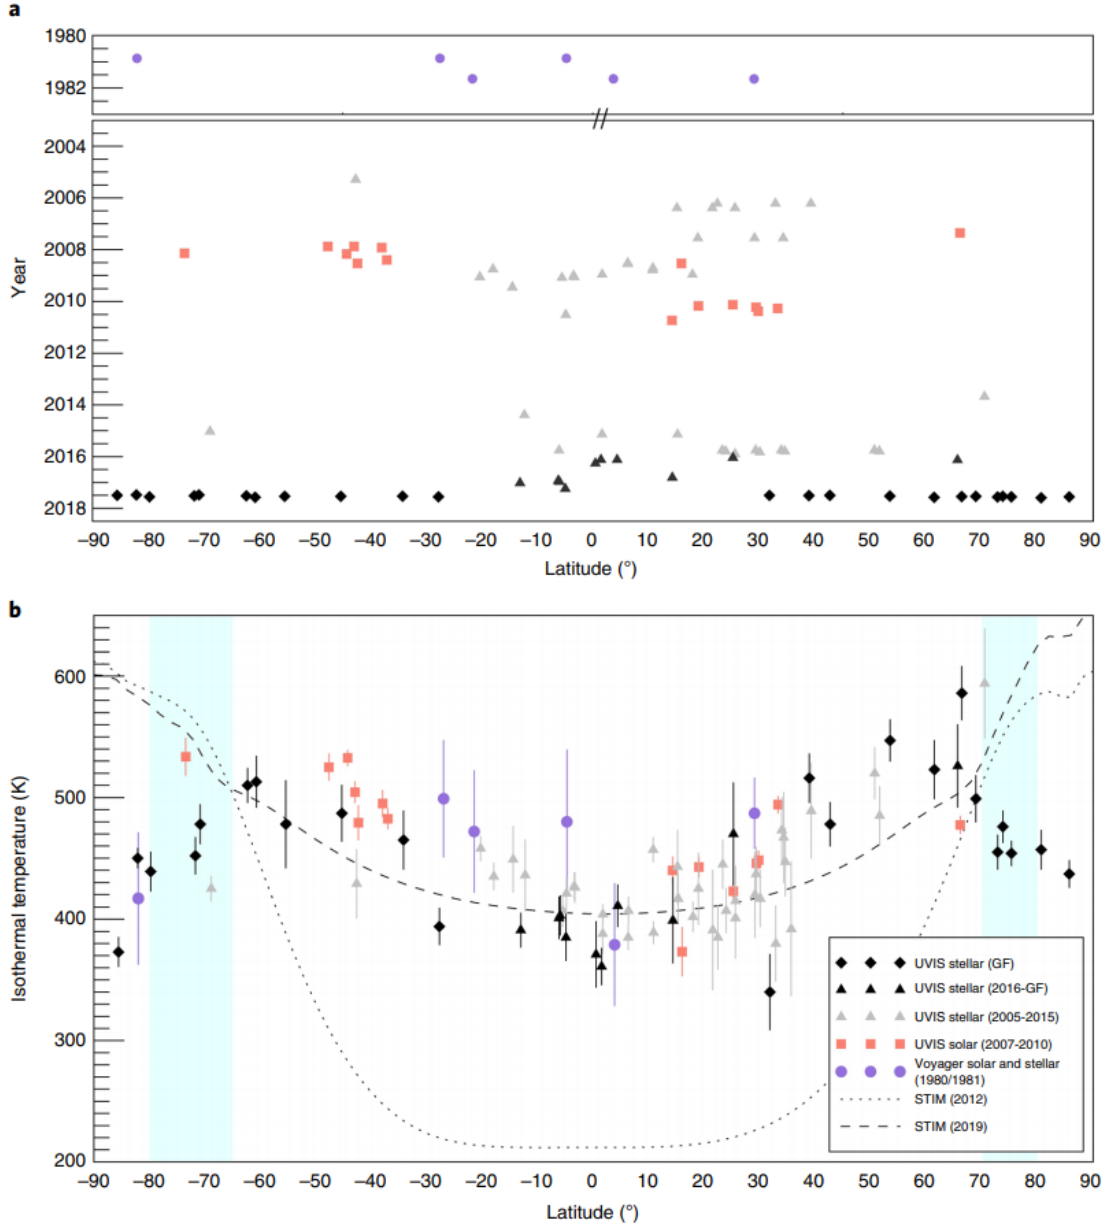 a
1980
1982
//
2004
2006
2008
2010
2012
2014
2016
2018
Year
–90 –80 –70 –60 –50 –40 –30 –20 –10 0 10 20 30 40 50 60 70 80 90
Latitude (°)
b
600
500
400
300
200
Isothermal temperature (K)
UVIS stellar (GF)
UVIS stellar (2016-GF)
UVIS stellar (2005-2015)
UVIS solar (2007-2010)
Voyager solar and stellar
(1980/1981)
STIM (2012)
STIM (2019)
–90 –80 –70 –60 –50 –40 –30 –20 –10 0 10 20 30 40 50 60 70 80 90
Latitude (°)